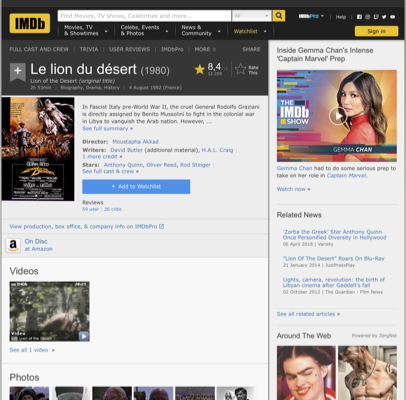 IMDb
Find Movies, TV shows, Celebrities and more...
All
IMDbPro
Help
Movies, TV
& Showtimes
Celebs, Events
& Photos
News &
Community
Watchlist
Sign in
FULL CAST AND CREW | TRIVIA | USER REVIEWS | IMDbPro | MORE
SHARE
Le lion du désert (1980)
Lion of the Desert (original title)
2h 53min | Biography, Drama, History | 4 August 1982 (France)
8,4
Rate
This
In Fascist Italy pre-World War II, the cruel General Rodolfo Graziani
is directly assigned by Benito Mussolini to fight in the colonial war
in Libya to vanquish the Arab nation. However, ...
See full summary »
Director: Moustapha Akkad
Writers: David Butler (additional material), H.A.L. Craig |
1 more credit »
Stars: Anthony Quinn, Oliver Reed, Rod Steiger |
See full cast & crew »
+ Add to Watchlist
Reviews
59 user | 26 critic
View production, box office, & company info on IMDbPro
On Disc
at Amazon
Videos
See all 1 video »
Photos
Inside Gemma Chan's Intense
'Captain Marvel' Prep
THE
IMDb
SHOW
GEMMA CHAN
Gemma Chan had to do some serious prep
to take on her role in Captain Marvel.
Watch now »
Related News
'Zorba the Greek' Star Anthony Quinn
Once Personified Diversity in Hollywood
06 April 2019 | Variety
"Lion Of The Desert" Roars On Blu-Ray
21 January 2014 | JustPressPlay
Lights, camera, revolution: the birth of
Libyan cinema after Gaddafi's fall
02 October 2012 | The Guardian - Film News
See all related articles »
Around The Web
Powered by ZergNet